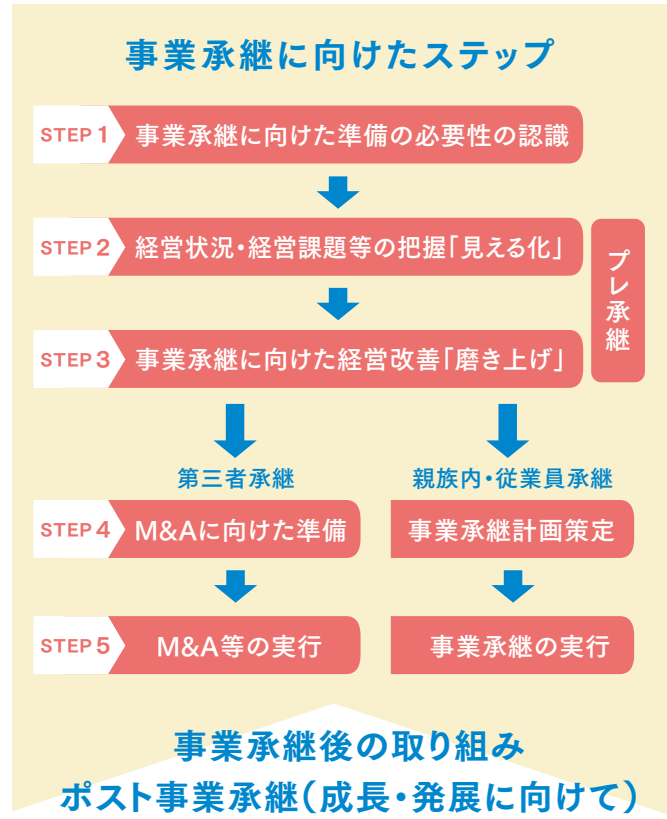 事業承継に向けたステップ
STEP 1 事業承継に向けた準備の必要性の認識
STEP 2 経営状況・経営課題等の把握「見える化」
プレ承継
STEP 3 事業承継に向けた経営改善「磨き上げ」
第三者承継 親族内・従業員承継
STEP 4 M&Aに向けた準備 事業承継計画策定
STEP 5 M&A等の実行 事業承継の実行
事業承継後の取り組み
ポスト事業承継(成長・発展に向けて)